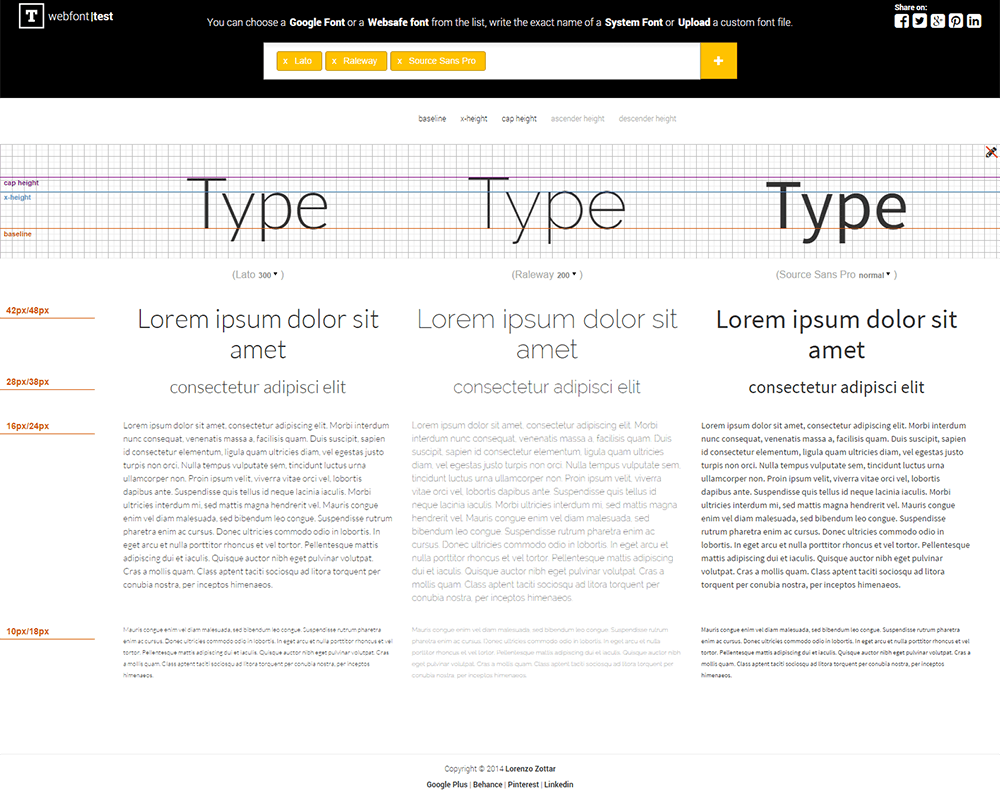 T webfont|test
You can choose a Google Font or a Websafe font from the list, write the exact name of a System Font or Upload a custom font file.
Share on:
x Lato x Raleway x Source Sans Pro +
baseline x-height cap height ascender height descender height
cap height
x-height
baseline
Type Type Type
(Lato 300 ) (Raleway 200 ) (Source Sans Pro normal )
42px/48px
28px/38px
16px/24px
10px/18px
Lorem ipsum dolor sit
amet
consectetur adipisci elit
Lorem ipsum dolor sit amet, consectetur adipiscing elit. Morbi
nunc consequat, venenatis massa a, facilisis quam. Duis suscipit, sapien
id consectetur elementum, ligula quam ultricies diam, vel egestas justo
turpis non orci. Nulla tempus vulputate sem, tincidunt luctus urna
ullamcorper non. Proin ipsum velit, viverra vitae orci vel, lobortis
dapibus ante. Suspendisse quis tellus id neque lacinia iaculis. Morbi
ultricies interdum mi, sed mattis magna hendrerit vel. Mauris congue
enim vel diam malesuada, sed bibendum leo congue. Suspendisse rutrum
pharetra enim ac cursus. Donec ultricies commodo odio in lobortis. In
eget arcu et nulla porttitor rhoncus et vel tortor. Pellentesque mattis
adipiscing dui et iaculis. Quisque auctor nibh eget pulvinar volutpat.
Cras a mollis quam. Class aptent taciti sociosqu ad litora torquent per
conubia nostra, per inceptos himenaeos.
Mauris congue enim vel diam malesuada, sed bibendum leo congue. Suspendisse rutrum pharetra
enim ac cursus. Donec ultricies commodo odio in lobortis. In eget arcu et nulla porttitor rhoncus et vel
tortor. Pellentesque mattis adipiscing dui et iaculis. Quisque auctor nibh eget pulvinar volutpat. Cras
a mollis quam. Class aptent taciti sociosqu ad litora torquent per conubia nostra, per inceptos
himenaeos.
Lorem ipsum dolor sit
amet
consectetur adipisci elit
Lorem ipsum dolor sit amet, consectetur adipiscing elit. Morbi
interdum nunc consequat, venenatis massa a, facilisis quam. Duis
suscipit, sapien id consectetur elementum, ligula quam ultricies
diam, vel egestas justo turpis non orci. Nulla tempus vulputate sem,
tincidunt luctus urna ullamcorper non. Proin ipsum velit, viverra
vitae orci vel, lobortis dapibus ante. Suspendisse quis tellus id
neque lacinia iaculis. Morbi ultricies interdum mi, sed mattis magna
hendrerit vel. Mauris congue enim vel diam malesuada, sed
bibendum leo congue. Suspendisse rutrum pharetra enim ac
cursus. Donec ultricies commodo odio in lobortis. In eget arcu et
nulla porttitor rhoncus et vel tortor. Pellentesque mattis adipiscing
dui et iaculis. Quisque auctor nibh eget pulvinar volutpat. Cras a
mollis quam. Class aptent taciti sociosqu ad litora torquent per
conubia nostra, per inceptos himenaeos.
Mauris congue enim vel diam malesuada, sed bibendum leo congue. Suspendisse rutrum
pharetra enim ac cursus. Donec ultricies commodo odio in lobortis. In eget arcu et nulla
porttitor rhoncus et vel tortor. Pellentesque mattis adipiscing dui et iaculis. Quisque auctor nibh
eget pulvinar volutpat. Cras a mollis quam. Class aptent taciti sociosqu ad litora torquent per
conubia nostra, per inceptos himenaeos.
Lorem ipsum dolor sit
amet
consectetur adipisci elit
Lorem ipsum dolor sit amet, consectetur adipiscing elit. Morbi
nunc consequat, venenatis massa a, facilisis quam. Duis suscipit,
sapien id consectetur elementum, ligula quam ultricies diam, vel
egestas justo turpis non orci. Nulla tempus vulputate sem,
tincidunt luctus urna ullamcorper non. Proin ipsum velit, viverra
vitae orci vel, lobortis dapibus ante. Suspendisse quis tellus id
neque lacinia iaculis. Morbi ultricies interdum mi, sed mattis
magna hendrerit vel. Mauris congue enim vel diam malesuada,
sed bibendum leo congue. Suspendisse rutrum pharetra enim ac
cursus. Donec ultricies commodo odio in lobortis. In eget arcu et
nulla porttitor rhoncus et vel tortor. Pellentesque mattis
adipiscing dui et iaculis. Quisque auctor nibh eget pulvinar
volutpat. Cras a mollis quam. Class aptent taciti sociosqu ad litora
torquent per conubia nostra, per inceptos himenaeos.
Mauris congue enim vel diam malesuada, sed bibendum leo congue. Suspendisse rutrum pharetra
enim ac cursus. Donec ultricies commodo odio in lobortis. In eget arcu et nulla porttitor rhoncus et
vel tortor. Pellentesque mattis adipiscing dui et iaculis. Quisque auctor nibh eget pulvinar volutpat.
Cras a mollis quam. Class aptent taciti sociosqu ad litora torquent per conubia nostra, per inceptos
himenaeos.
Copyright © 2014 Lorenzo Zottar
Google Plus | Behance | Pinterest | Linkedin